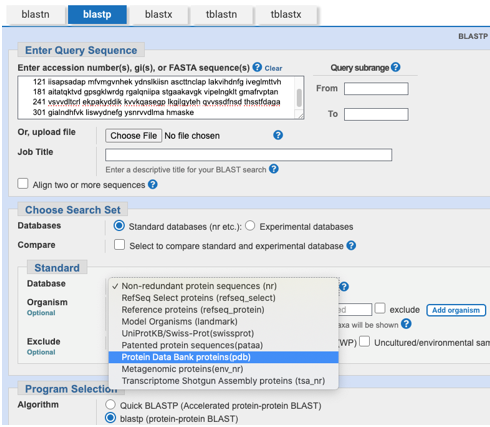 blastn blastp blastx tblastn tblastx
BLASTP
Enter Query Sequence
Enter accession number(s), gi(s), or FASTA sequence(s) ? Clear
Query subrange ?
121 iisapsadap mfvmgvnhek ydnslkiisn ascttnclap lakvihdnfg iveglmttvh
181 aitatqktvd gpsgklwrdg rgalqniipa stgaakavgk vipelngklt gmafrvptan
241 vsvvdltcrl ekpakyddik kvvkqasegp lkgilgyteh qvvssdfnsd thsstfdaga
301 gialndhfvk liswydnefg ysnrvvdlma hmaske
From
To
Or, upload file
Choose File No file chosen ?
Job Title
Enter a descriptive title for your BLAST search ?
Align two or more sequences ?
Choose Search Set
Databases
Standard databases (nr etc.): Experimental databases
Compare
Select to compare standard and experimental database ?
Standard
Database
✓ Non-redundant protein sequences (nr)
RefSeq Select proteins (refseq_select)
Reference proteins (refseq_protein)
Model Organisms (landmark)
UniProtKB/Swiss-Prot(swissprot)
Patented protein sequences(pataa)
Protein Data Bank proteins(pdb)
Metagenomic proteins(env_nr)
Transcriptome Shotgun Assembly proteins (tsa_nr)
?
Organism
Optional
ed exclude Add organism
axa will be shown ?
Exclude
Optional
(WP) Uncultured/environmental sam
Program Selection
Algorithm
Quick BLASTP (Accelerated protein-protein BLAST)
blastp (protein-protein BLAST)